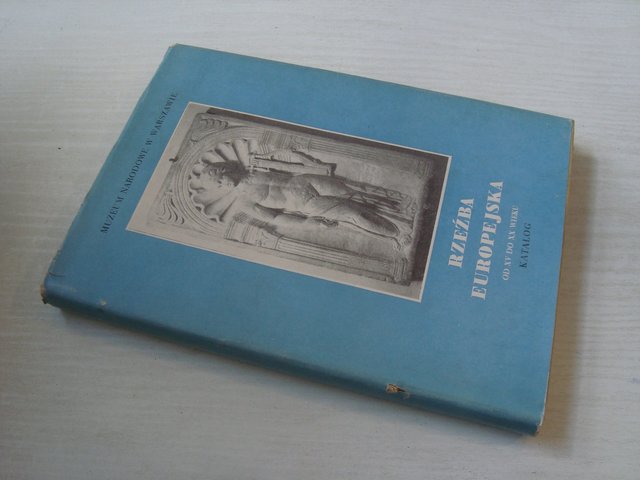 MUZEUM NARODOWE W WARSZAWIE
RZEŹBA
EUROPEJSKA
OD XV DO XX WIEKU
KATALOG